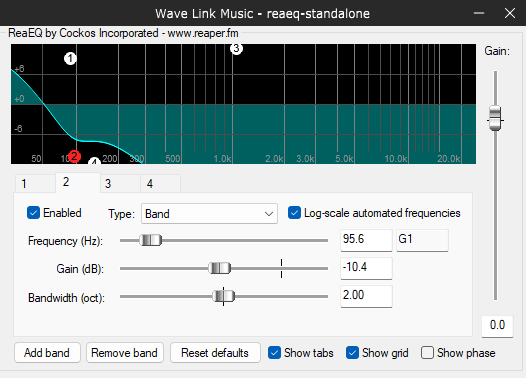 Wave Link Music - reaeq-standalone
ReaEQ by Cockos Incorporated - www.reaper.fm
Gain:
1
3
+6
+0
-6
2
4
50 100 200 300 500 1.0k 2.0k 3.0k 5.0k 10.0k 20.0k
1 2 3 4
Enabled Type: Band Log-scale automated frequencies
Frequency (Hz): 95.6 G1
Gain (dB): -10.4
Bandwidth (oct): 2.00
0.0
Add band Remove band Reset defaults Show tabs Show grid Show phase